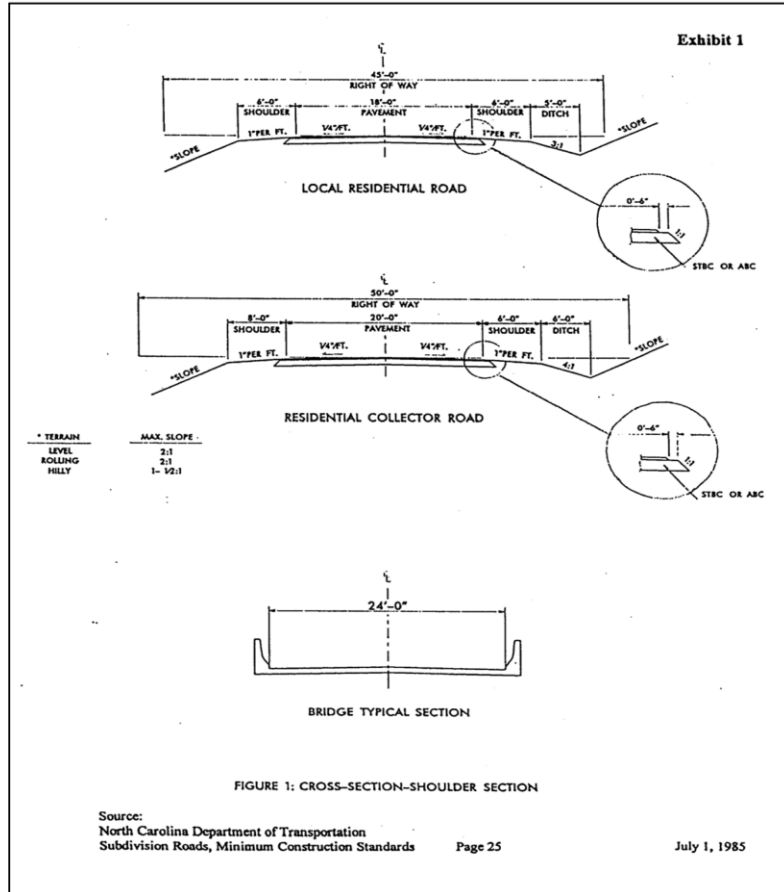 Exhibit 1
℄
45'-0"
RIGHT OF WAY
6'-0" 18'-0" 6'-0" 5'-0"
SHOULDER PAVEMENT SHOULDER DITCH
1"PER FT. 1/4"/FT. 1/4"/FT. 1"PER FT. *SLOPE
*SLOPE 3:1
LOCAL RESIDENTIAL ROAD
0'-6"
1:1
STBC OR ABC
℄
50'-0"
RIGHT OF WAY
8'-0" 20'-0" 6'-0" 6'-0"
SHOULDER PAVEMENT SHOULDER DITCH
1"PER FT. 1/4"/FT. 1/4"/FT. 1"PER FT. *SLOPE
*SLOPE 4:1
RESIDENTIAL COLLECTOR ROAD
0'-6"
1:1
STBC OR ABC
* TERRAIN MAX. SLOPE
LEVEL 2:1
ROLLING 2:1
HILLY 1- 1/2:1
℄
24'-0"
BRIDGE TYPICAL SECTION
FIGURE 1: CROSS-SECTION-SHOULDER SECTION
Source:
North Carolina Department of Transportation
Subdivision Roads, Minimum Construction Standards Page 25 July 1, 1985